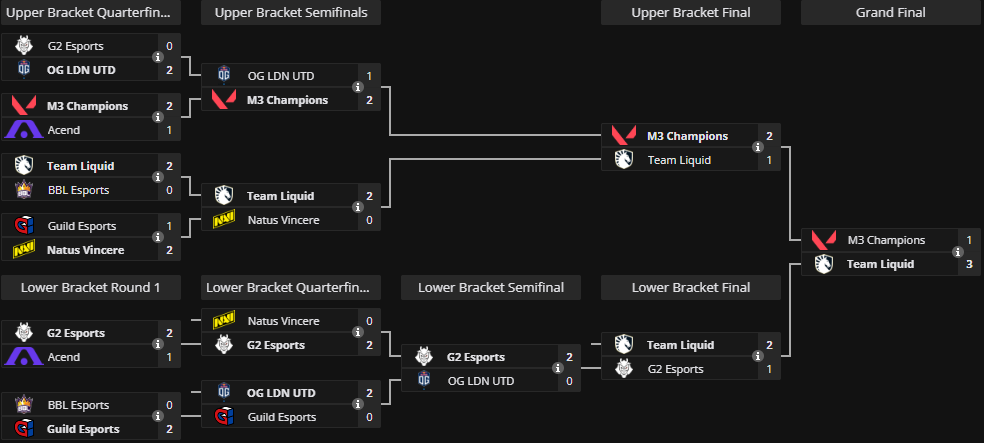 Upper Bracket Quarterfin...
G2 Esports 0
OG LDN UTD 2
M3 Champions 2
Acend 1
Team Liquid 2
BBL Esports 0
Guild Esports 1
Natus Vincere 2
Upper Bracket Semifinals
OG LDN UTD 1
M3 Champions 2
Team Liquid 2
Natus Vincere 0
Upper Bracket Final
M3 Champions 2
Team Liquid 1
Grand Final
M3 Champions 1
Team Liquid 3
Lower Bracket Round 1
G2 Esports 2
Acend 1
BBL Esports 0
Guild Esports 2
Lower Bracket Quarterfin...
Natus Vincere 0
G2 Esports 2
OG LDN UTD 2
Guild Esports 0
Lower Bracket Semifinal
G2 Esports 2
OG LDN UTD 0
Lower Bracket Final
Team Liquid 2
G2 Esports 1